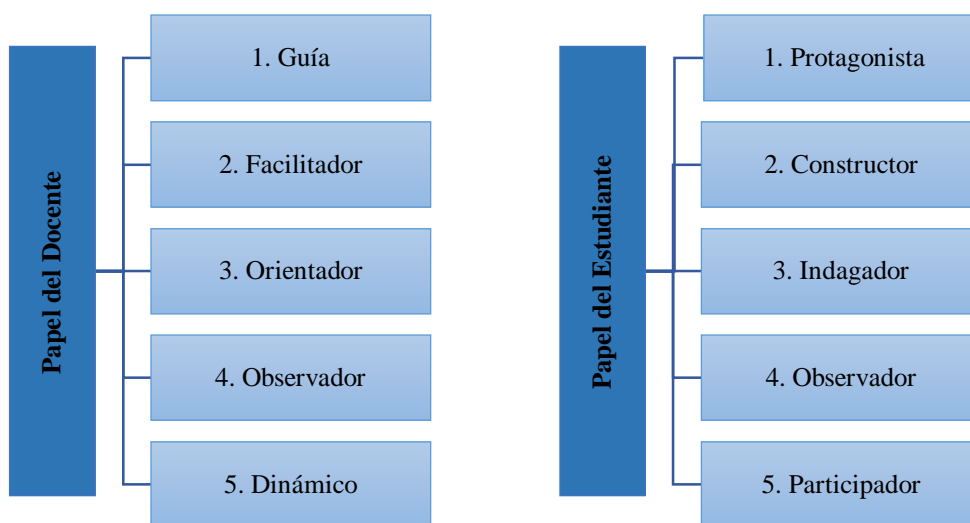 Papel del Docente
1. Guía
2. Facilitador
3. Orientador
4. Observador
5. Dinámico
Papel del Estudiante
1. Protagonista
2. Constructor
3. Indagador
4. Observador
5. Participador